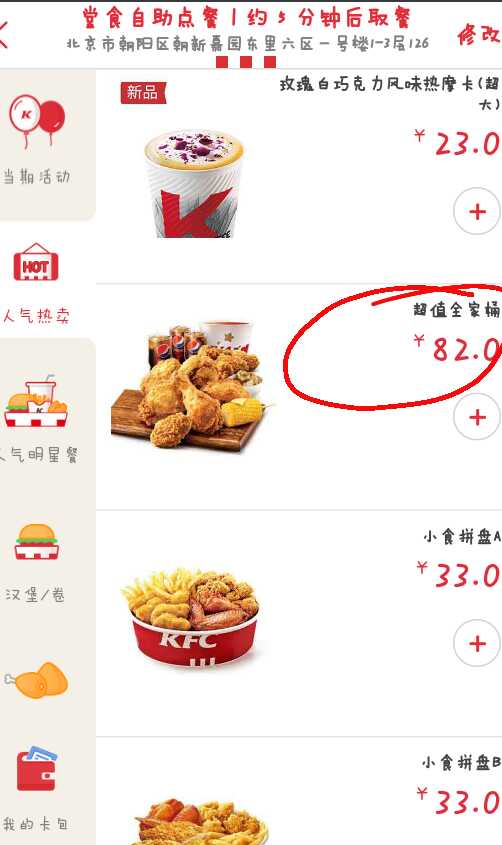 堂食自助点餐|约5分钟后取餐
北京市朝阳区朝新嘉园东里六区一号楼1-3层126
修改
新品
玫瑰白巧克力风味热摩卡(超
大)
￥23.0
K
当期活动
HOT
人气热卖
超值全家桶
￥82.0
人气明星餐
小食拼盘A
￥33.0
汉堡/卷
KFC
小食拼盘B
￥33.0
我的卡包